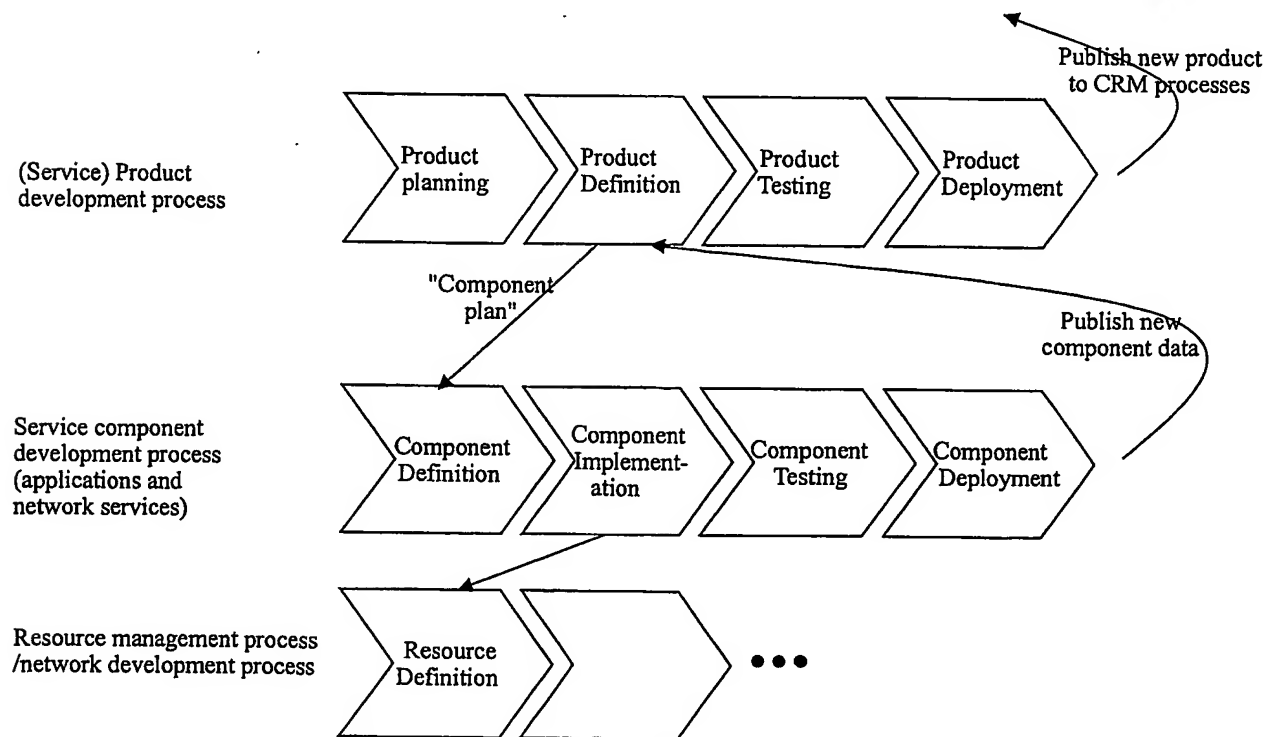 Publish new product
to CRM processes
(Service) Product
development process
Product
planning
Product
Definition
Product
Testing
Product
Deployment
"Component
plan"
Publish new
component data
Service component
development process
(applications and
network services)
Component
Definition
Component
Implement-
ation
Component
Testing
Component
Deployment
Resource management process
/network development process
Resource
Definition